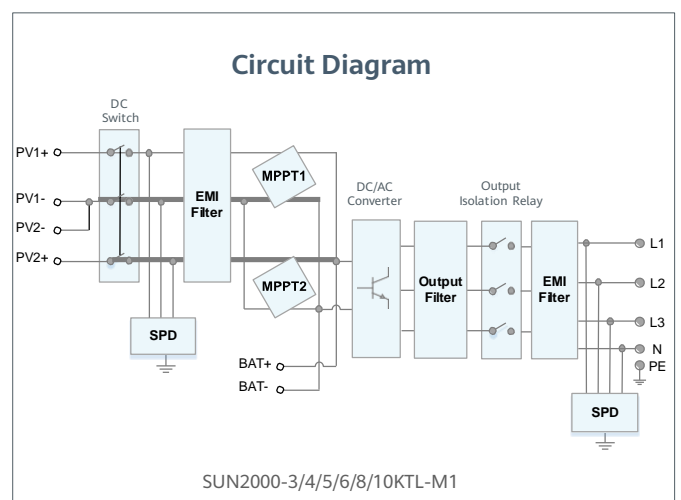 Circuit Diagram
DC
Switch
PV1+
PV1-
PV2-
PV2+
EMI
Filter
MPPT1
MPPT2
SPD
BAT+
BAT-
DC/AC
Converter
Output
Filter
Output
Isolation Relay
EMI
Filter
L1
L2
L3
N
PE
SPD
SUN2000-3/4/5/6/8/10KTL-M1